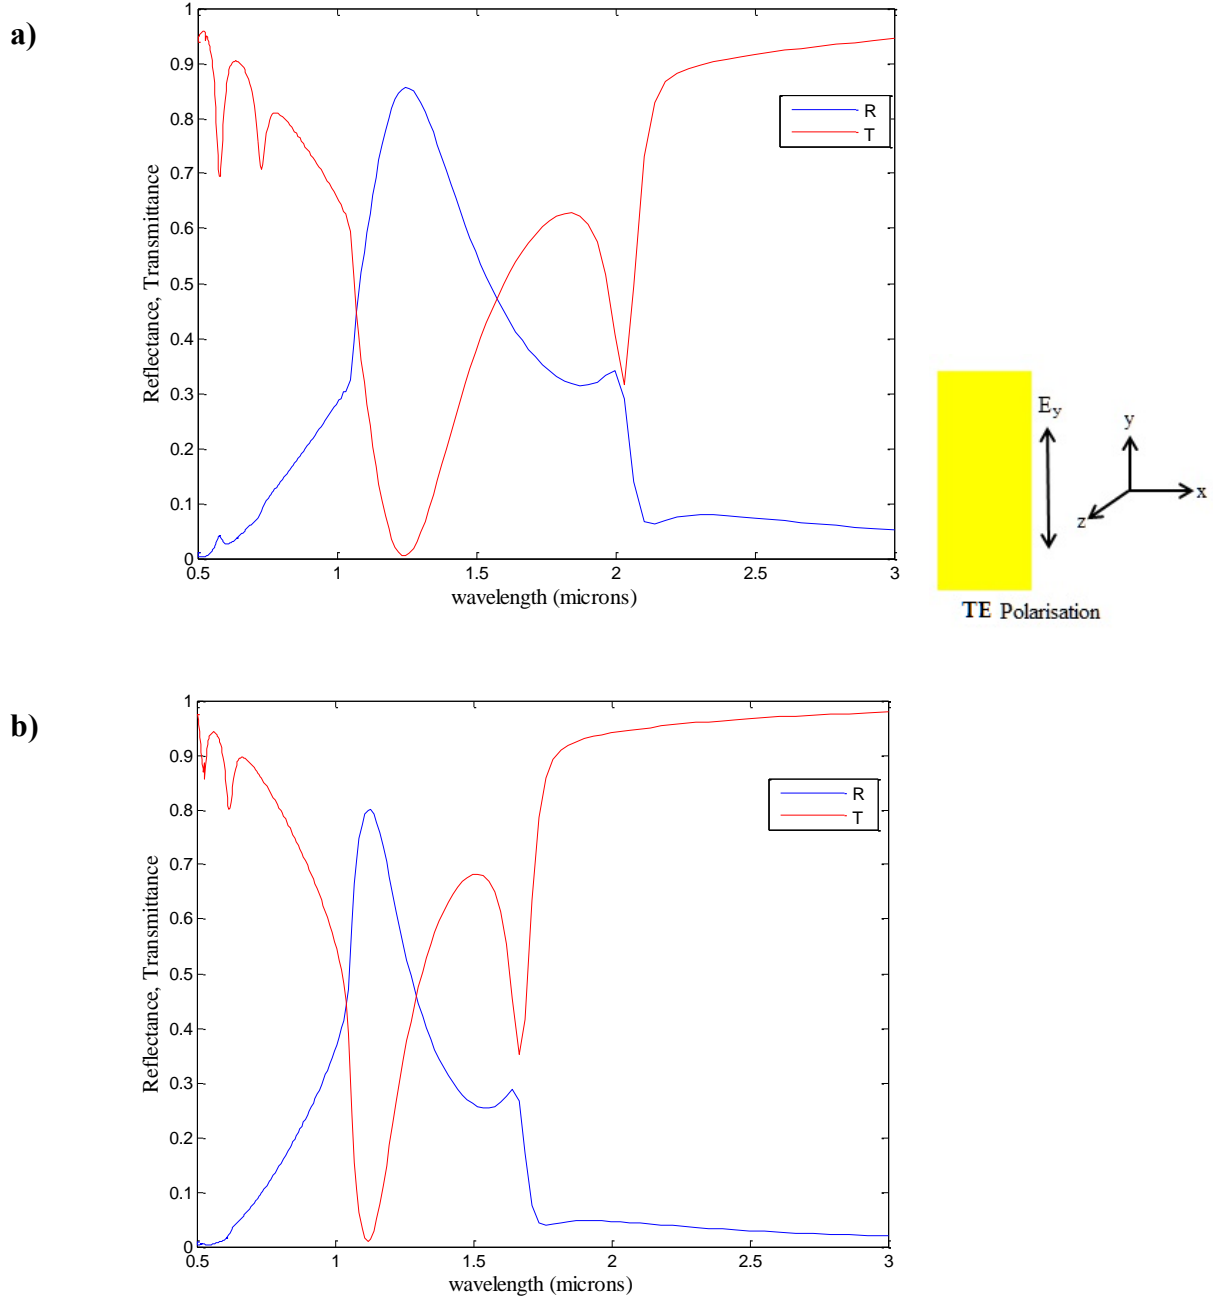 a)
1
0.9
0.8
0.7
0.6
0.5
0.4
0.3
0.2
0.1
0
Reflectance, Transmittance
R
T
0.5 1 1.5 2 2.5 3
wavelength (microns)
Ey
y
x
z
TE Polarisation
b)
1
0.9
0.8
0.7
0.6
0.5
0.4
0.3
0.2
0.1
0
Reflectance, Transmittance
R
T
0.5 1 1.5 2 2.5 3
wavelength (microns)